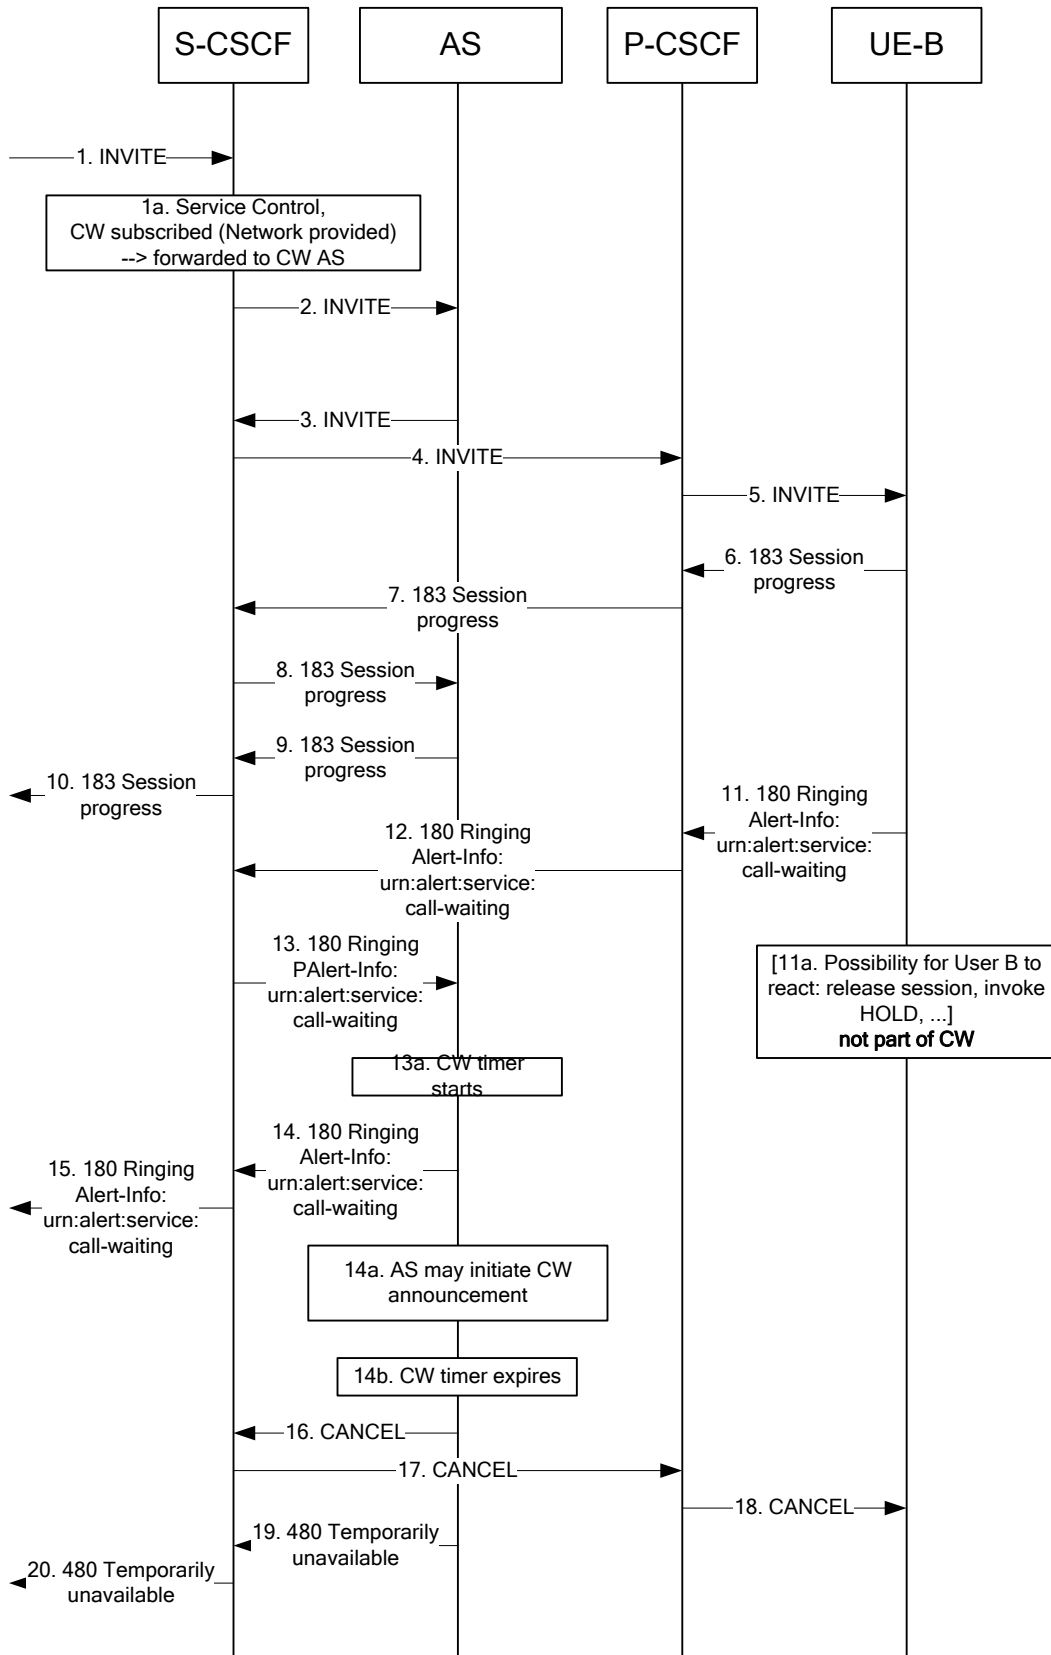 S-CSCF
AS
P-CSCF
UE-B
1. INVITE
1a. Service Control,
CW subscribed (Network provided)
--> forwarded to CW AS
2. INVITE
3. INVITE
4. INVITE
5. INVITE
6. 183 Session
progress
7. 183 Session
progress
8. 183 Session
progress
9. 183 Session
progress
10. 183 Session
progress
11. 180 Ringing
Alert-Info:
urn:alert:service:
call-waiting
12. 180 Ringing
Alert-Info:
urn:alert:service:
call-waiting
13. 180 Ringing
PAlert-Info:
urn:alert:service:
call-waiting
[11a. Possibility for User B to
react: release session, invoke
HOLD, ...]
not part of CW
13a. CW timer
starts
14. 180 Ringing
Alert-Info:
urn:alert:service:
call-waiting
15. 180 Ringing
Alert-Info:
urn:alert:service:
call-waiting
14a. AS may initiate CW
announcement
14b. CW timer expires
16. CANCEL
17. CANCEL
18. CANCEL
19. 480 Temporarily
unavailable
20. 480 Temporarily
unavailable